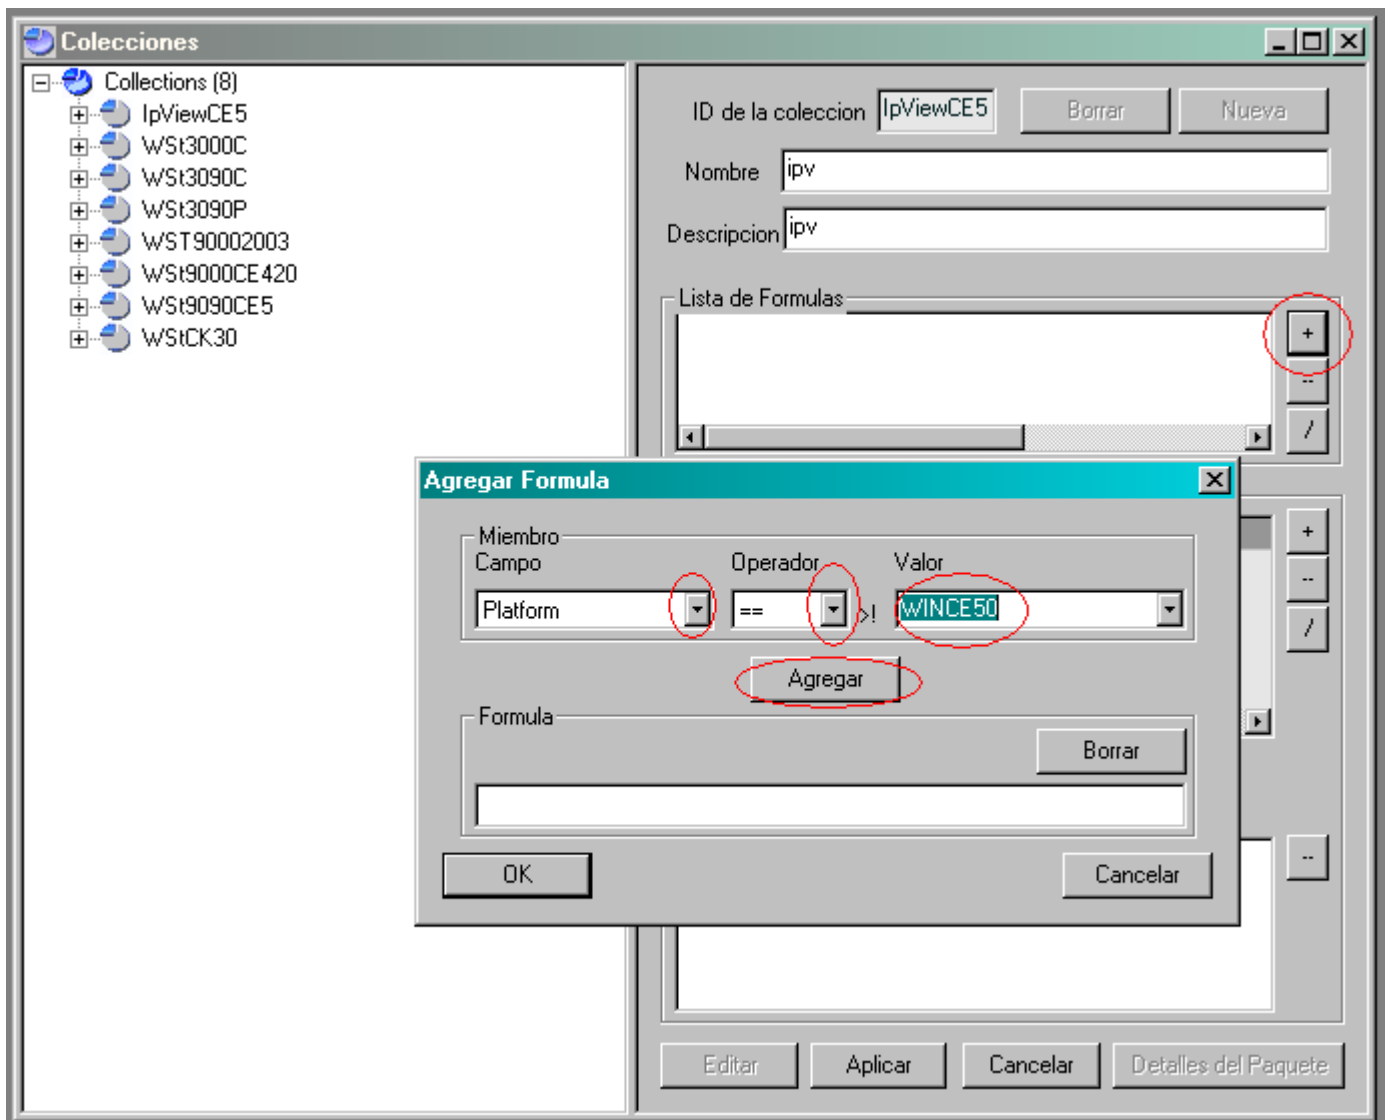 Colecciones
Collections (8)
IpViewCE5
WSt3000C
WSt3090C
WSt3090P
WST90002003
WSt9000CE420
WSt9090CE5
WStCK30
ID de la coleccion IpViewCE5 Borrar Nueva
Nombre ipv
Descripcion ipv
Lista de Formulas
+
--
/
Agregar Formula
Miembro
Campo Operador Valor
Platform == >! WINCE50
Agregar
Formula
Borrar
OK Cancelar
+
--
/
--
Editar Aplicar Cancelar Detalles del Paquete